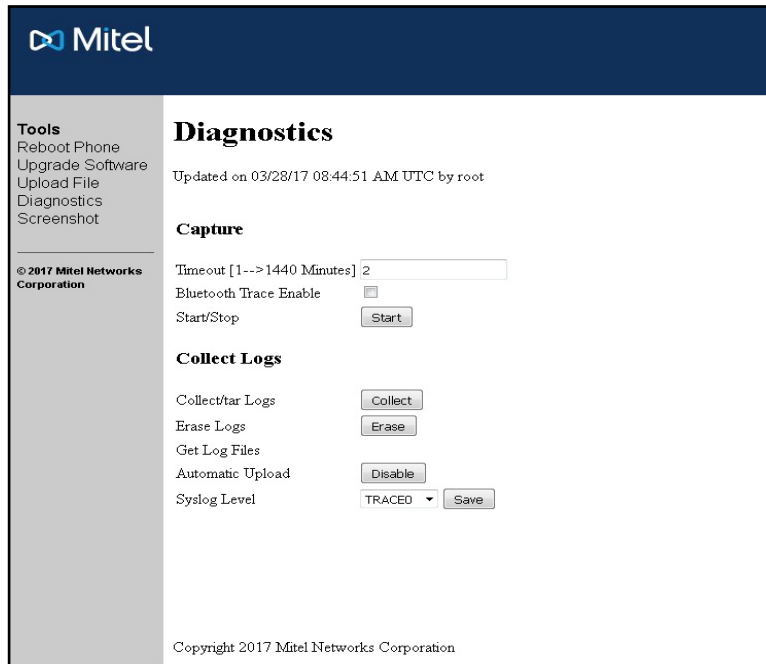 Mitel
Tools
Reboot Phone
Upgrade Software
Upload File
Diagnostics
Screenshot
© 2017 Mitel Networks
Corporation
Diagnostics
Updated on 03/28/17 08:44:51 AM UTC by root
Capture
Timeout [1-->1440 Minutes] 2
Bluetooth Trace Enable
Start/Stop Start
Collect Logs
Collect/tar Logs Collect
Erase Logs Erase
Get Log Files
Automatic Upload Disable
Syslog Level TRACE0 Save
Copyright 2017 Mitel Networks Corporation